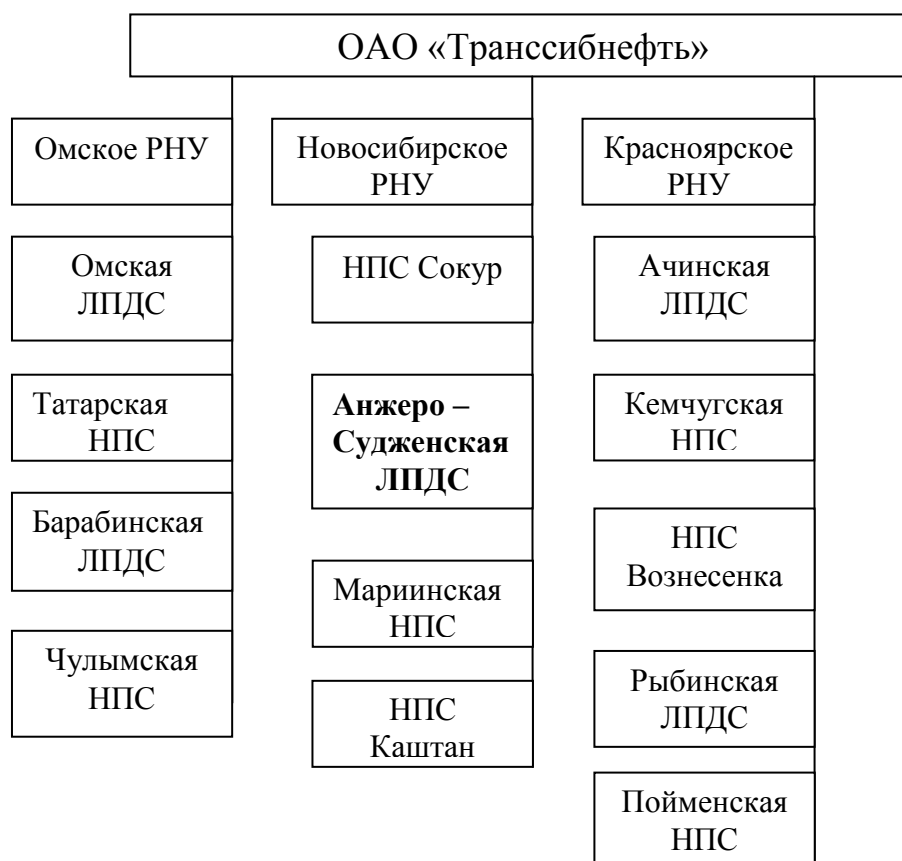 ОАО «Транссибнефть»
Омское РНУ
Омская
ЛПДС
Татарская
НПС
Барабинская
ЛПДС
Чулымская
НПС
Новосибирское
РНУ
НПС Сокур
Анжеро –
Судженская
ЛПДС
Мариинская
НПС
НПС
Каштан
Красноярское
РНУ
Ачинская
ЛПДС
Кемчугская
НПС
НПС
Вознесенка
Рыбинская
ЛПДС
Пойменская
НПС